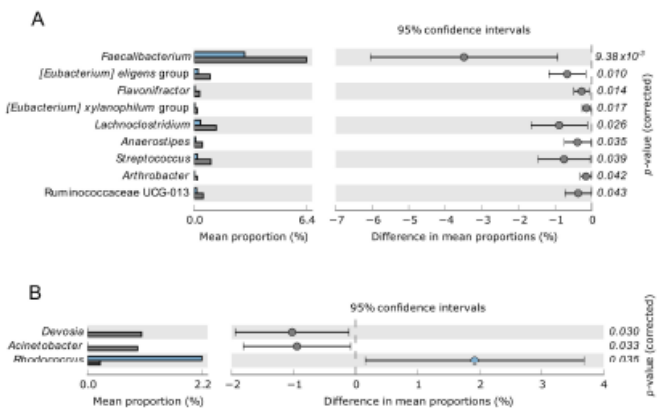 A
95% confidence intervals
Faecalibacterium
9.38 x10⁻³
[Eubacterium] eligens group
0.010
Flavonifractor
0.014
[Eubacterium] xylanophilum group
0.017
Lachnoclostridium
0.026
Anaerostipes
0.035
Streptococcus
0.039
Arthrobacter
0.042
Ruminococcaceae UCG-013
0.043
p-value (corrected)
0.0 6.4
−7 −6 −5 −4 −3 −2 −1 0
Mean proportion (%)
Difference in mean proportions (%)
B
95% confidence intervals
Devosia
0.030
Acinetobacter
0.033
Rhodococcus
0.035
p-value (corrected)
0.0 2.2
−2 −1 0 1 2 3 4
Mean proportion (%)
Difference in mean proportions (%)